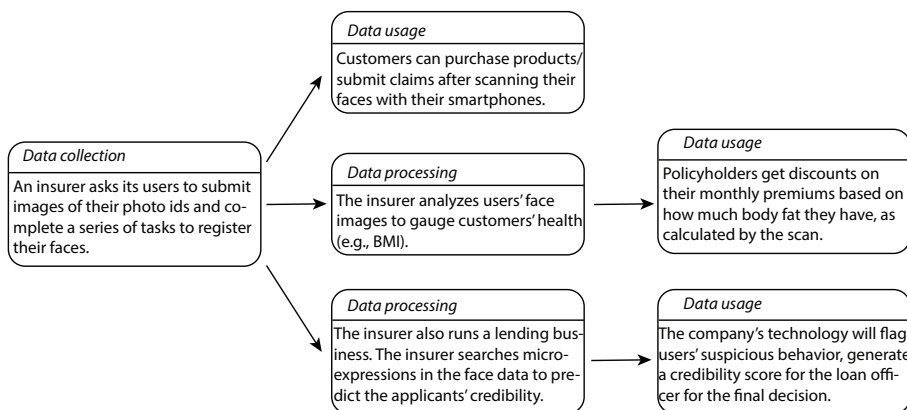 Data usage
Customers can purchase products/
submit claims after scanning their
faces with their smartphones.
Data collection
An insurer asks its users to submit
images of their photo ids and com-
plete a series of tasks to register
their faces.
Data processing
The insurer analyzes users' face
images to gauge customers' health
(e.g., BMI).
Data usage
Policyholders get discounts on
their monthly premiums based on
how much body fat they have, as
calculated by the scan.
Data processing
The insurer also runs a lending bus-
iness. The insurer searches micro-
expressions in the face data to pre-
dict the applicants' credibility.
Data usage
The company's technology will flag
users' suspicious behavior, generate
a credibility score for the loan offi-
cer for the final decision.